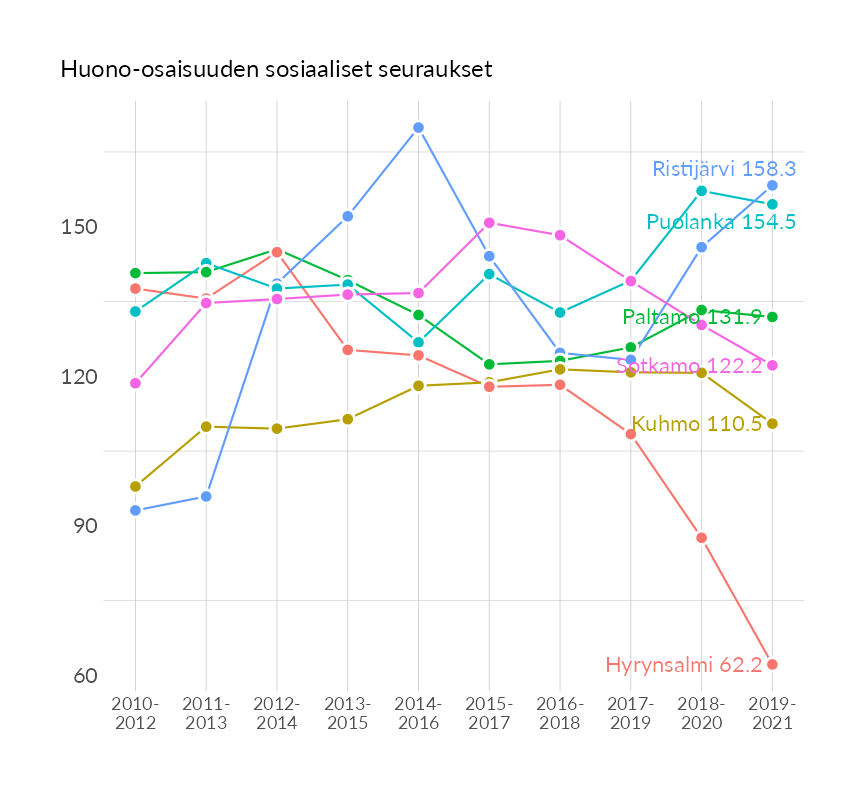 Huono-osaisuuden sosiaaliset seuraukset
Ristijärvi 158.3
Puolanka 154.5
150
Paltamo 131.9
Sotkamo 122.2
120
Kuhmo 110.5
90
Hyrynsalmi 62.2
60
2010- 2011- 2012- 2013- 2014- 2015- 2016- 2017- 2018- 2019-
2012 2013 2014 2015 2016 2017 2018 2019 2020 2021